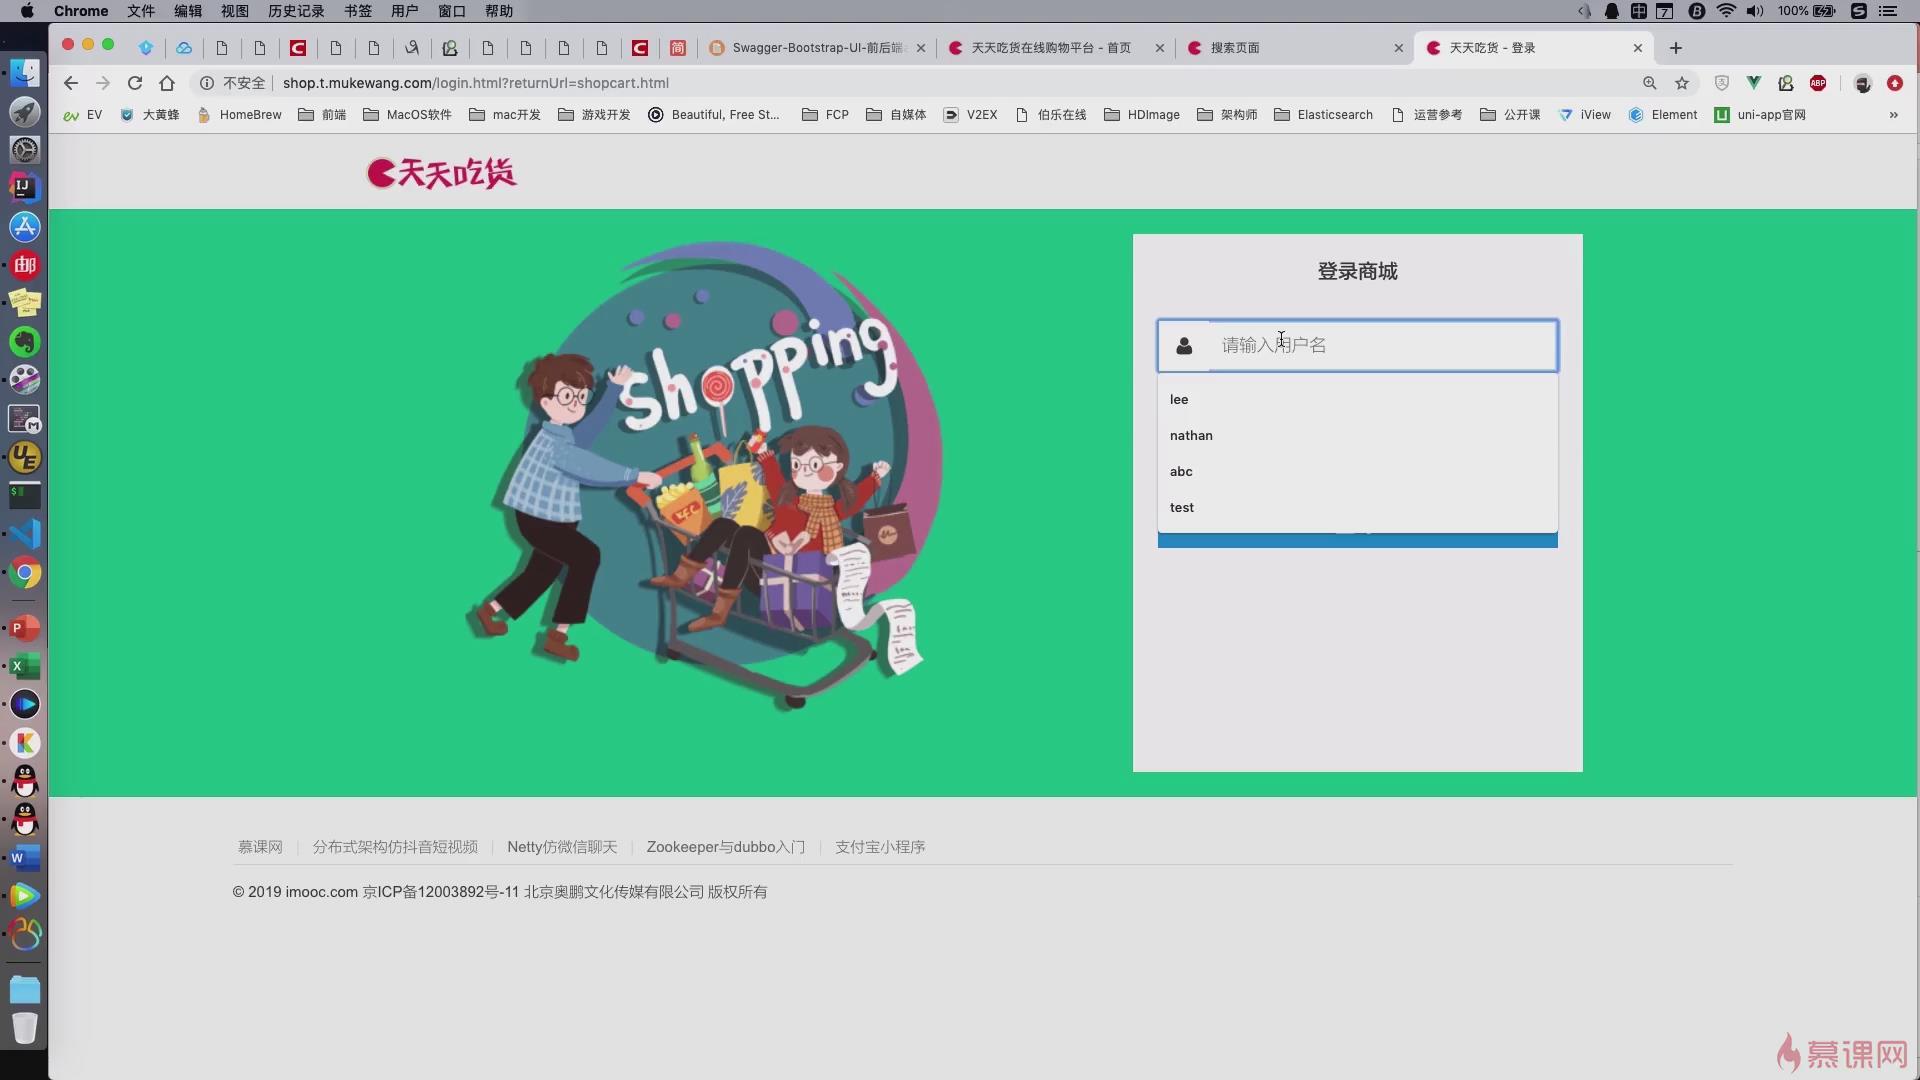 Chrome 文件 编辑 视图 历史记录 书签 用户 窗口 帮助 100%
Swagger-Bootstrap-UI-前后端 天天吃货在线购物平台 - 首页 搜索页面 天天吃货 - 登录
不安全 shop.t.mukewang.com/login.html?returnUrl=shopcart.html
EV 大黄蜂 HomeBrew 前端 MacOS软件 mac开发 游戏开发 Beautiful, Free St... FCP 自媒体 V2EX 伯乐在线 HDImage 架构师 Elasticsearch 运营参考 公开课 iView Element uni-app官网 »
天天吃货
shopping
登录商城
请输入用户名
lee
nathan
abc
test
慕课网 | 分布式架构仿抖音短视频 | Netty仿微信聊天 | Zookeeper与dubbo入门 | 支付宝小程序
© 2019 imooc.com 京ICP备12003892号-11 北京奥鹏文化传媒有限公司 版权所有
慕课网